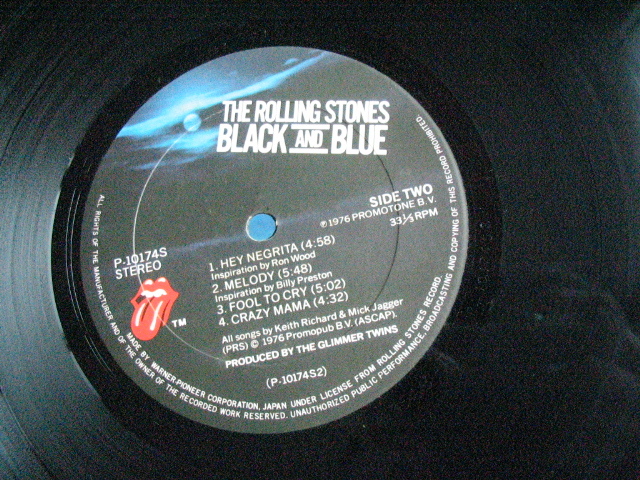 THE ROLLING STONES
BLACK AND BLUE
SIDE TWO
℗ 1976 PROMOTONE B.V.
33⅓ RPM
P-10174S
STEREO
1. HEY NEGRITA (4:58)
Inspiration by Ron Wood
2. MELODY (5:48)
Inspiration by Billy Preston
3. FOOL TO CRY (5:02)
4. CRAZY MAMA (4:32)
All songs by Keith Richard & Mick Jagger
(PRS) © 1976 Promopub B.V. (ASCAP).
PRODUCED BY THE GLIMMER TWINS
TM
(P-10174S2)
MADE BY WARNER-PIONEER CORPORATION, JAPAN UNDER LICENSE FROM ROLLING STONES RECORD.
ALL RIGHTS OF THE MANUFACTURER AND OF THE OWNER OF THE RECORDED WORK RESERVED. UNAUTHORIZED PUBLIC PERFORMANCE, BROADCASTING AND COPYING OF THIS RECORD PROHIBITED.